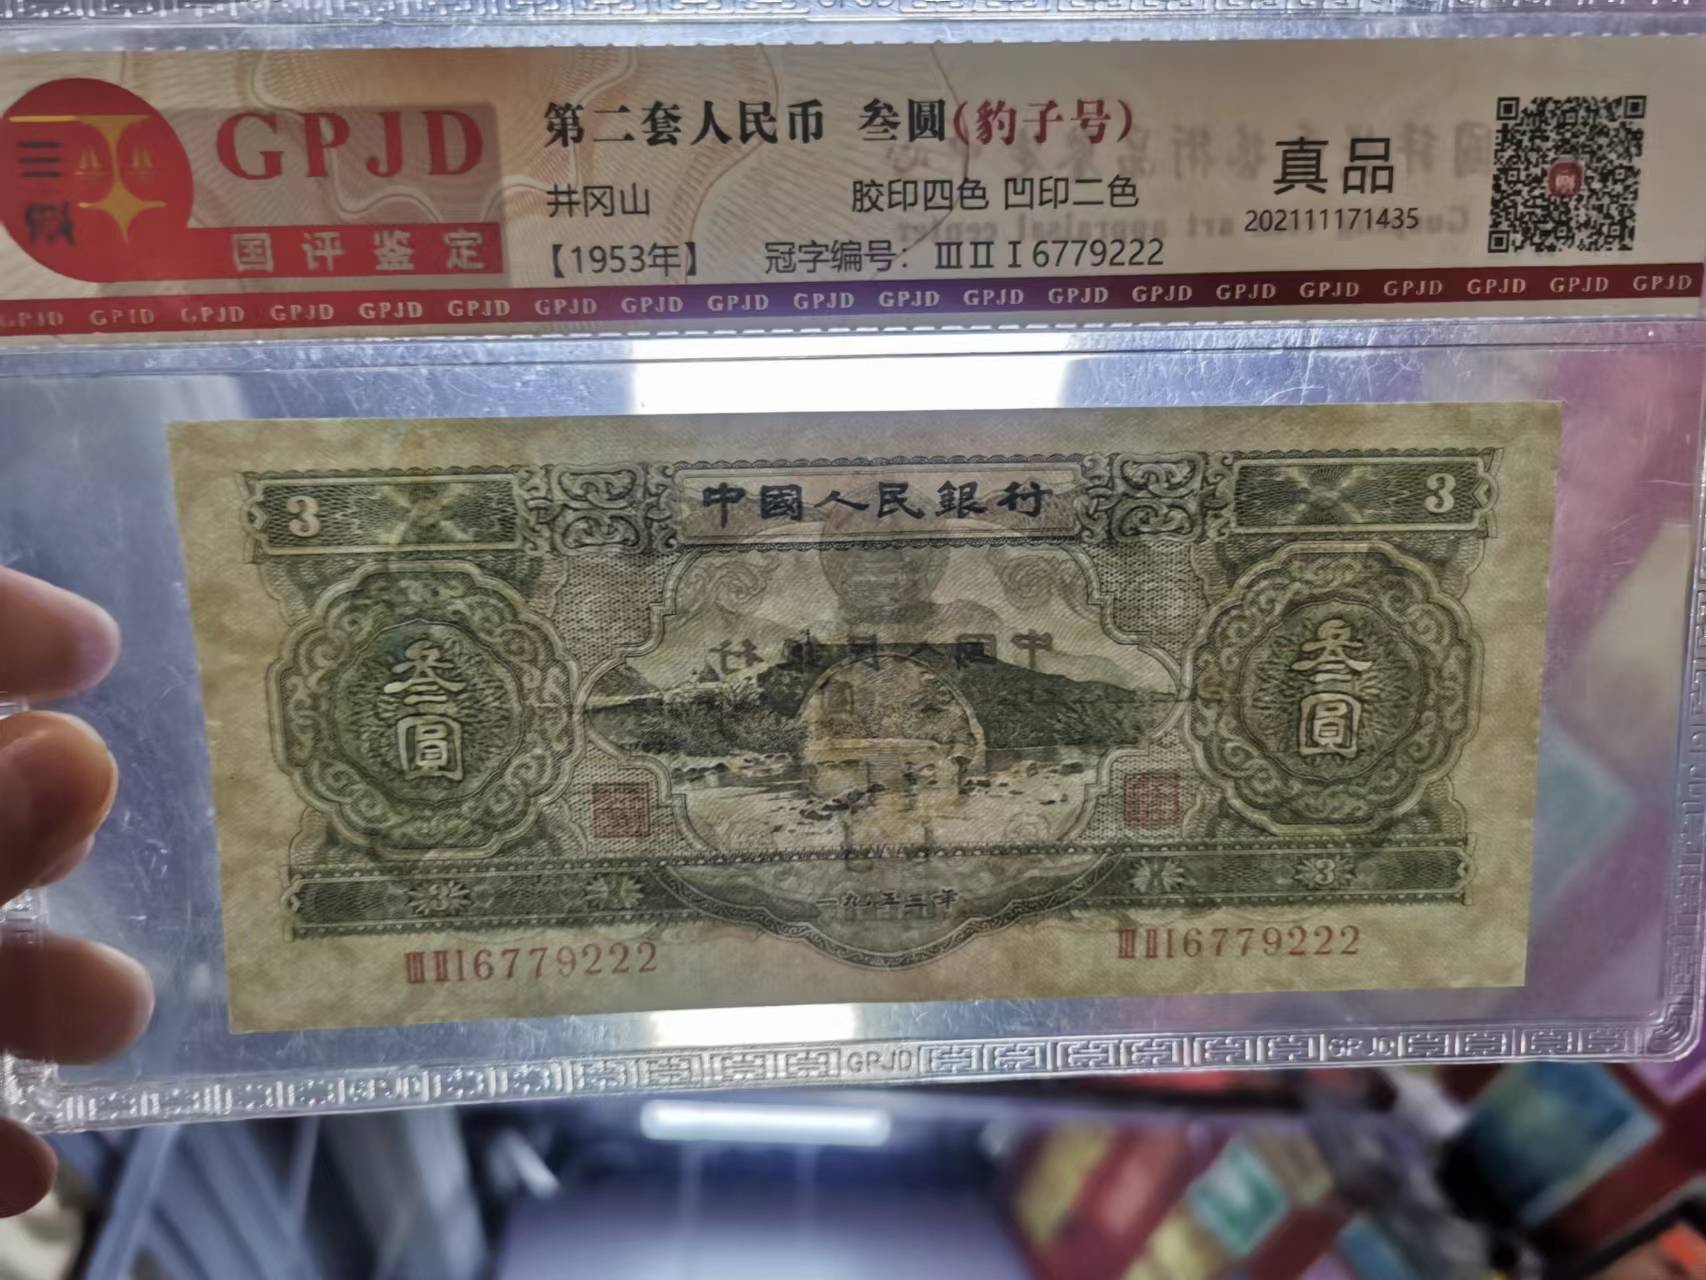 GPJD
国评鉴定
第二套人民币 叁圆(豹子号)
井冈山 胶印四色 凹印二色
【1953年】 冠字编号：ⅢⅡⅠ6779222
真品
202111171435
GPJD GPJD GPJD GPJD GPJD GPJD GPJD GPJD GPJD GPJD GPJD GPJD GPJD GPJD GPJD GPJD GPJD GPJD GPJD GPJD
3 中國人民銀行 3
叁圓 叁圓
3 3
一九五三年
ⅢⅡⅠ6779222 ⅢⅡⅠ6779222
GPJD GPJD GPJD